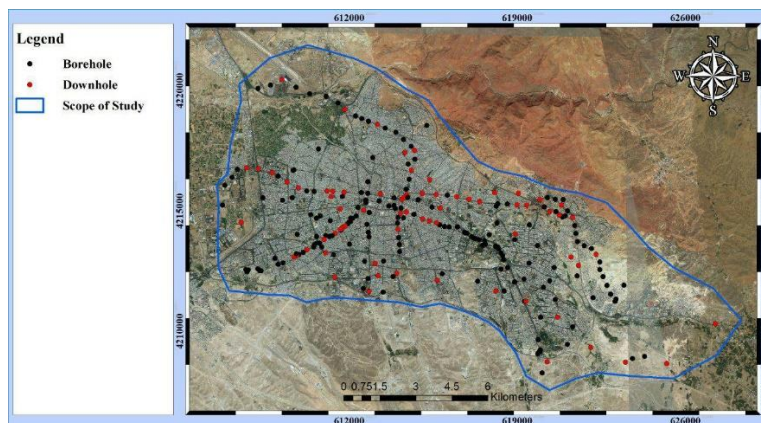 612000 619000 626000
Legend
Borehole
Downhole
Scope of Study
N
W E
S
4220000
4215000
4210000
0 0.75 1.5 3 4.5 6
Kilometers
612000 619000 626000